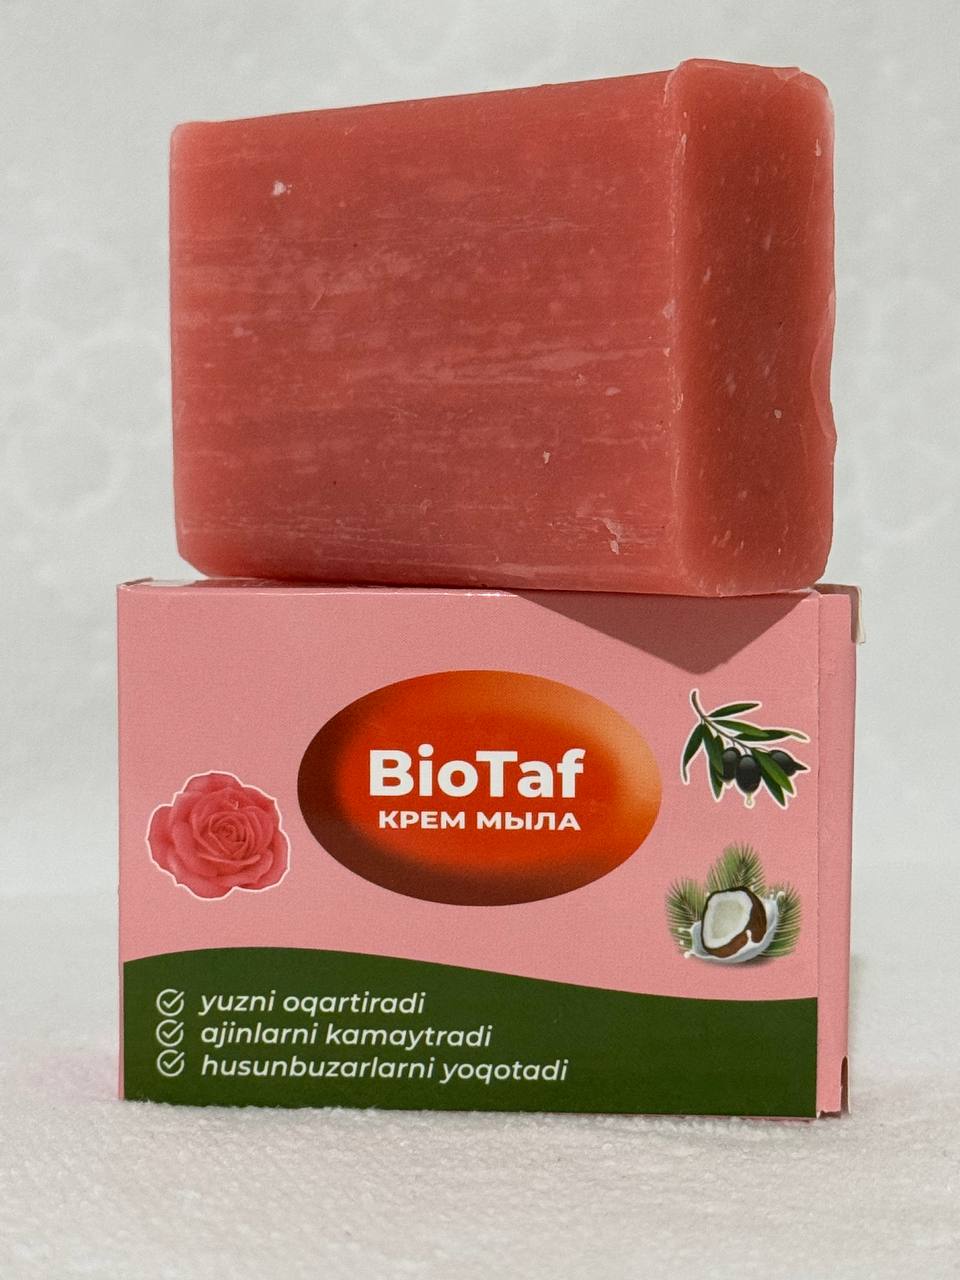 BioTaf
КРЕМ МЫЛА
yuzni oqartiradi
ajinlarni kamaytradi
husunbuzarlarni yoqotadi